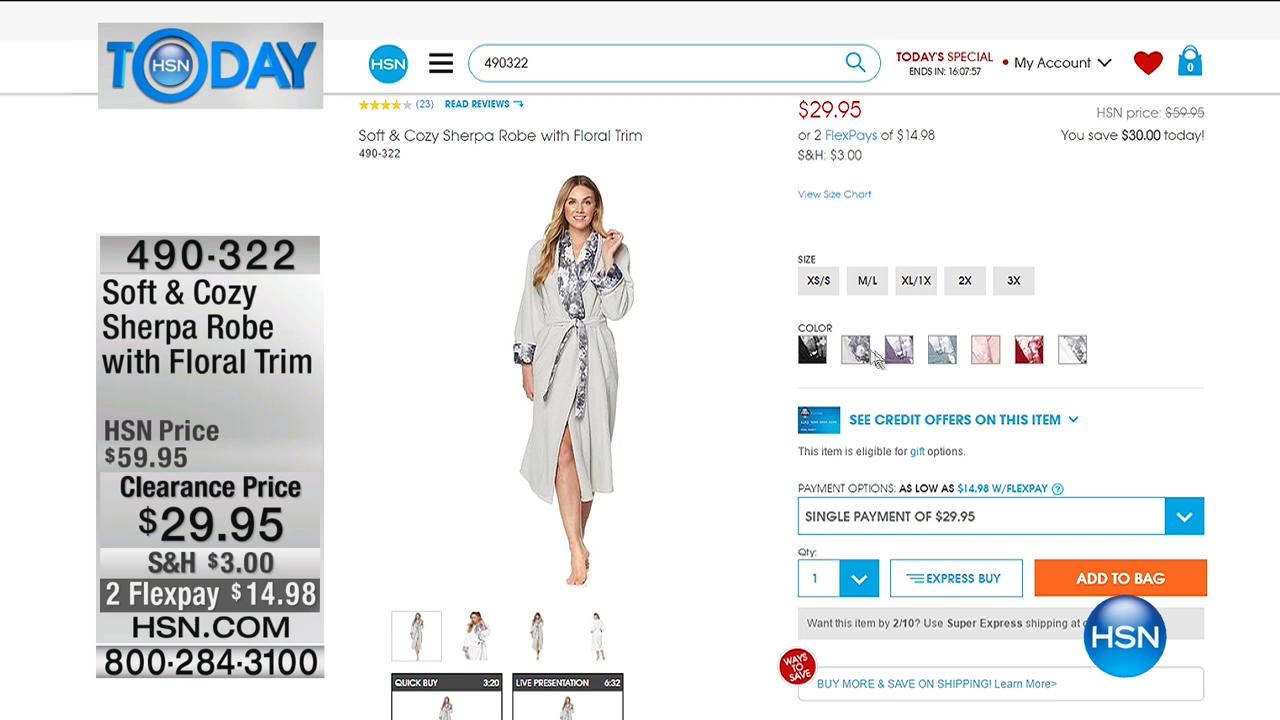 TODAY
HSN
HSN
490322
TODAY'S SPECIAL
ENDS IN: 16:07:57
My Account
0
(23) READ REVIEWS
Soft & Cozy Sherpa Robe with Floral Trim
490-322
$29.95
HSN price: $59.95
or 2 FlexPays of $14.98
You save $30.00 today!
S&H: $3.00
View Size Chart
SIZE
XS/S M/L XL/1X 2X 3X
COLOR
SEE CREDIT OFFERS ON THIS ITEM
This item is eligible for gift options.
PAYMENT OPTIONS: AS LOW AS $14.98 W/FLEXPAY ?
SINGLE PAYMENT OF $29.95
Qty:
1
EXPRESS BUY
ADD TO BAG
Want this item by 2/10? Use Super Express shipping at
HSN
WAYS TO SAVE
BUY MORE & SAVE ON SHIPPING! Learn More>
QUICK BUY 3:20
LIVE PRESENTATION 6:32
490-322
Soft & Cozy
Sherpa Robe
with Floral Trim
HSN Price
$59.95
Clearance Price
$29.95
S&H $3.00
2 Flexpay $14.98
HSN.COM
800-284-3100